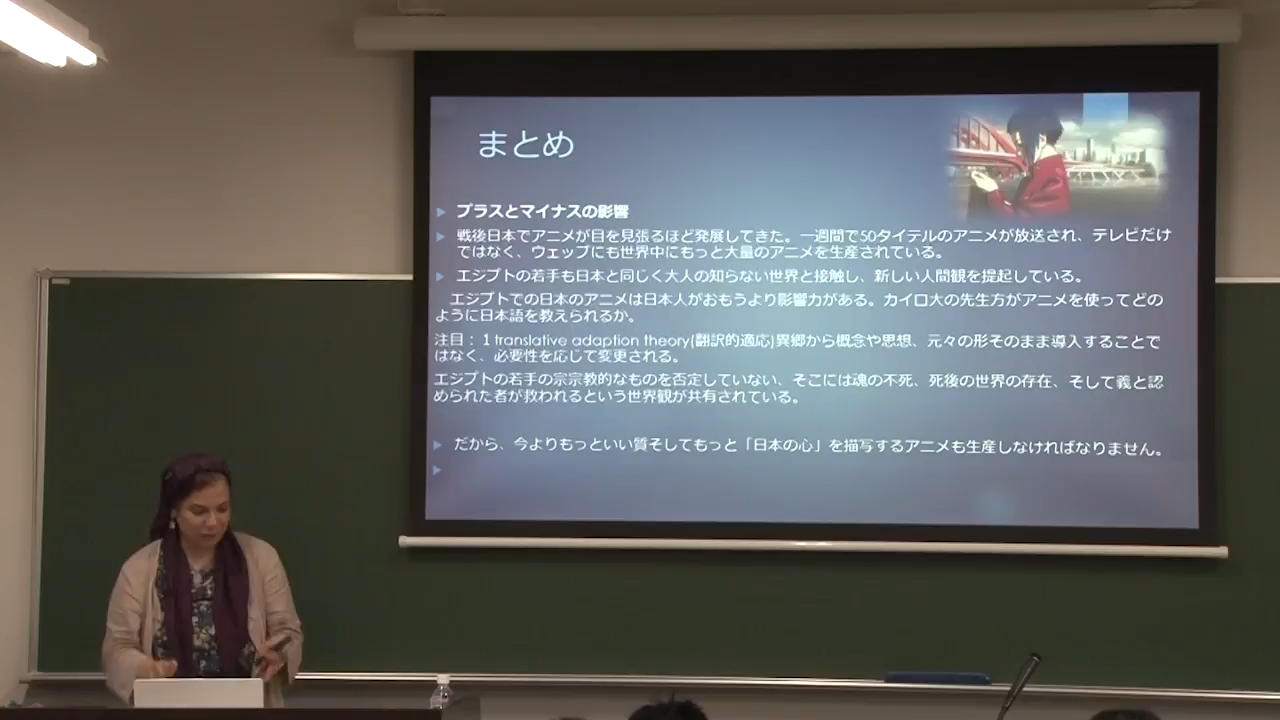 まとめ
プラスとマイナスの影響
戦後日本でアニメが目を見張るほど発展してきた。一週間で50タイテルのアニメが放送され、テレビだけ
ではなく、ウェッブにも世界中にもっと大量のアニメを生産されている。
エジプトの若手も日本と同じく大人の知らない世界と接触し、新しい人間観を提起している。
エジプトでの日本のアニメは日本人がおもうより影響力がある。カイロ大の先生方がアニメを使ってどの
ように日本語を教えられるか。
注目：１translative adaption theory(翻訳的適応)異郷から概念や思想、元々の形そのまま導入することで
はなく、必要性を応じて変更される。
エジプトの若手の宗宗教的なものを否定していない、そこには魂の不死、死後の世界の存在、そして義と認
められた者が救われるという世界観が共有されている。
だから、今よりもっといい質そしてもっと「日本の心」を描写するアニメも生産しなければなりません。